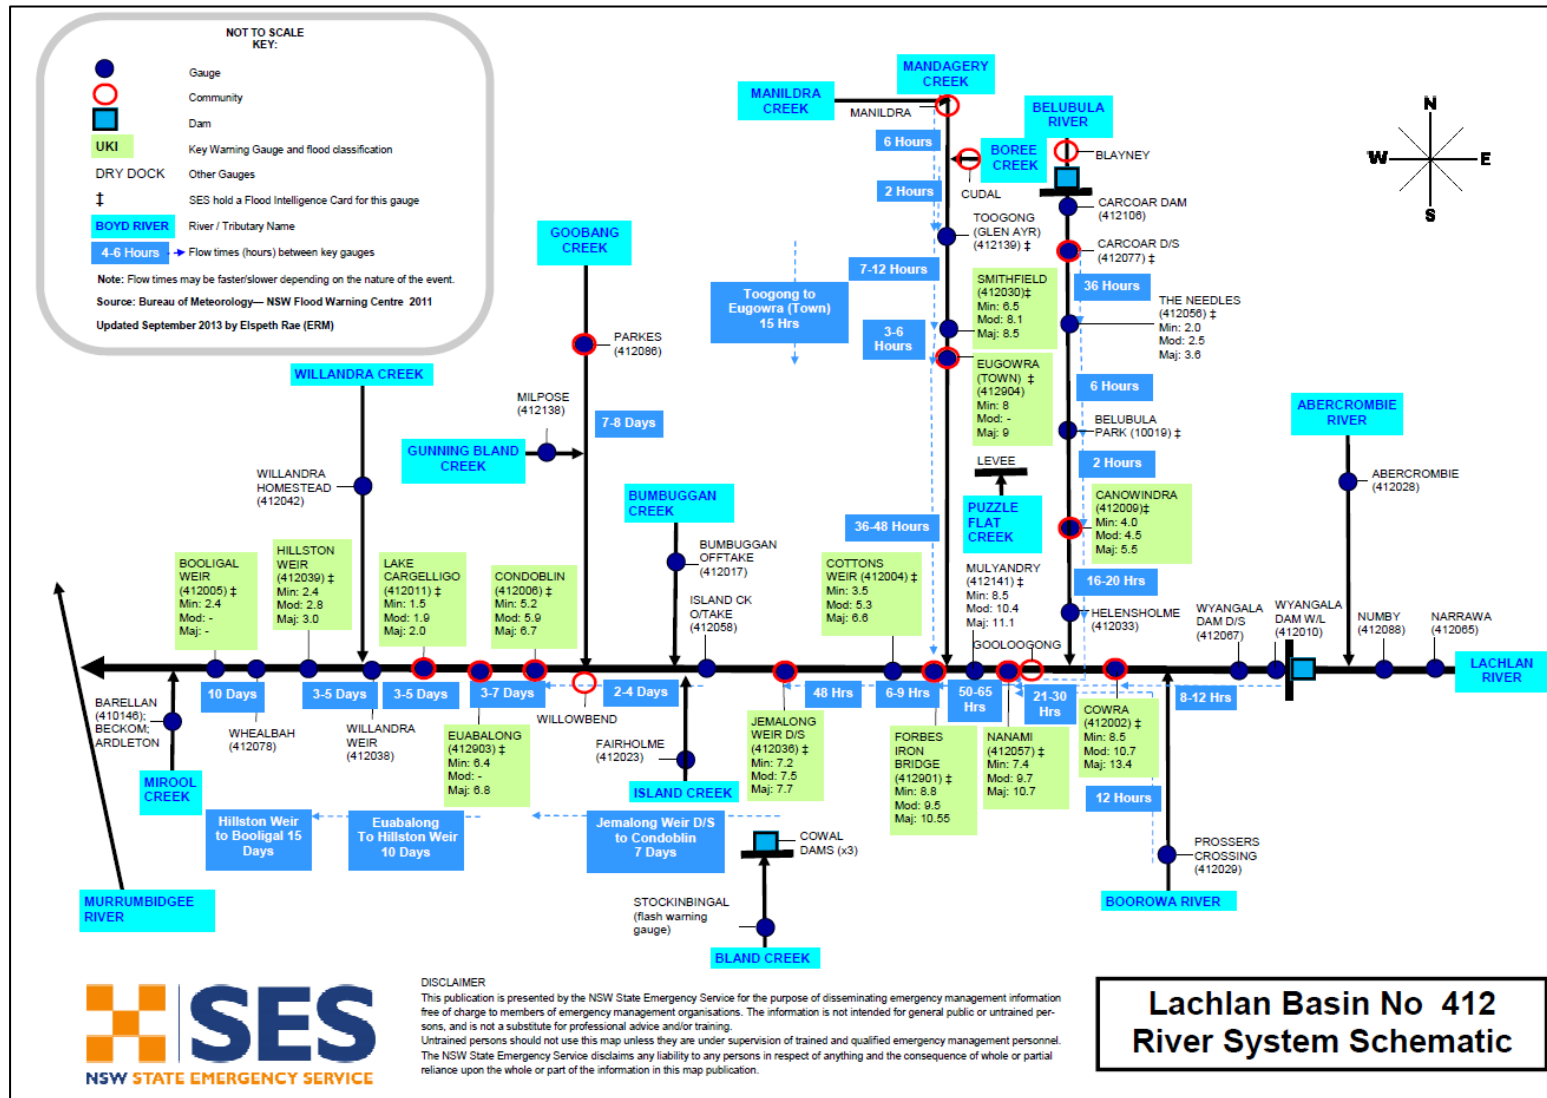 NOT TO SCALE
KEY:
Gauge
Community
Dam
UKI
Key Warning Gauge and flood classification
DRY DOCK
Other Gauges
‡
SES hold a Flood Intelligence Card for this gauge
BOYD RIVER
River / Tributary Name
4-6 Hours
Flow times (hours) between key gauges
Note: Flow times may be faster/slower depending on the nature of the event.
Source: Bureau of Meteorology— NSW Flood Warning Centre 2011
Updated September 2013 by Elspeth Rae (ERM)
MANILDRA
CREEK
MANDAGERY
CREEK
MANILDRA
6 Hours
BELUBULA
RIVER
BLAYNEY
BOREE
CREEK
CUDAL
2 Hours
TOOGONG
(GLEN AYR)
(412139) ‡
7-12 Hours
Toogong to
Eugowra (Town)
15 Hrs
SMITHFIELD
(412030)‡
Min: 6.5
Mod: 8.1
Maj: 8.5
3-6
Hours
EUGOWRA
(TOWN) ‡
(412904)
Min: 8
Mod: -
Maj: 9
36-48 Hours
CARCOAR DAM
(412106)
CARCOAR D/S
(412077) ‡
36 Hours
THE NEEDLES
(412056) ‡
Min: 2.0
Mod: 2.5
Maj: 3.6
6 Hours
BELUBULA
PARK (10019) ‡
2 Hours
CANOWINDRA
(412009)‡
Min: 4.0
Mod: 4.5
Maj: 5.5
16-20 Hrs
HELENSHOLME
(412033)
N
W
E
S
GOOBANG
CREEK
PARKES
(412086)
MILPOSE
(412138)
7-8 Days
GUNNING BLAND
CREEK
WILLANDRA CREEK
WILLANDRA
HOMESTEAD
(412042)
BUMBUGGAN
CREEK
BUMBUGGAN
OFFTAKE
(412017)
ISLAND CK
O/TAKE
(412058)
LEVEE
PUZZLE
FLAT
CREEK
MULYANDRY
(412141) ‡
Min: 8.5
Mod: 10.4
Maj: 11.1
GOOLOOGONG
ABERCROMBIE
RIVER
ABERCROMBIE
(412028)
BOOLIGAL
WEIR
(412005) ‡
Min: 2.4
Mod: -
Maj: -
HILLSTON
WEIR
(412039) ‡
Min: 2.4
Mod: 2.8
Maj: 3.0
LAKE
CARGELLIGO
(412011) ‡
Min: 1.5
Mod: 1.9
Maj: 2.0
CONDOBLIN
(412006) ‡
Min: 5.2
Mod: 5.9
Maj: 6.7
COTTONS
WEIR (412004) ‡
Min: 3.5
Mod: 5.3
Maj: 6.6
WYANGALA
DAM D/S
(412067)
WYANGALA
DAM W/L
(412010)
NUMBY
(412088)
NARRAWA
(412065)
LACHLAN
RIVER
10 Days
3-5 Days
3-5 Days
3-7 Days
2-4 Days
48 Hrs
6-9 Hrs
50-65
Hrs
21-30
Hrs
8-12 Hrs
BARELLAN
(410146);
BECKOM;
ARDLETON
WHEALBAH
(412078)
WILLANDRA
WEIR
(412038)
EUABALONG
(412903) ‡
Min: 6.4
Mod: -
Maj: 6.8
WILLOWBEND
FAIRHOLME
(412023)
JEMALONG
WEIR D/S
(412036) ‡
Min: 7.2
Mod: 7.5
Maj: 7.7
FORBES
IRON
BRIDGE
(412901) ‡
Min: 8.8
Mod: 9.5
Maj: 10.55
NANAMI
(412057) ‡
Min: 7.4
Mod: 9.7
Maj: 10.7
COWRA
(412002) ‡
Min: 8.5
Mod: 10.7
Maj: 13.4
12 Hours
MIROOL
CREEK
ISLAND CREEK
Hillston Weir
to Booligal 15
Days
Euabalong
To Hillston Weir
10 Days
Jemalong Weir D/S
to Condoblin
7 Days
COWAL
DAMS (x3)
PROSSERS
CROSSING
(412029)
BOOROWA RIVER
MURRUMBIDGEE
RIVER
STOCKINBINGAL
(flash warning
gauge)
BLAND CREEK
SES
NSW STATE EMERGENCY SERVICE
DISCLAIMER
This publication is presented by the NSW State Emergency Service for the purpose of disseminating emergency management information
free of charge to members of emergency management organisations. The information is not intended for general public or untrained per-
sons, and is not a substitute for professional advice and/or training.
Untrained persons should not use this map unless they are under supervision of trained and qualified emergency management personnel.
The NSW State Emergency Service disclaims any liability to any persons in respect of anything and the consequence of whole or partial
reliance upon the whole or part of the information in this map publication.
Lachlan Basin No 412
River System Schematic